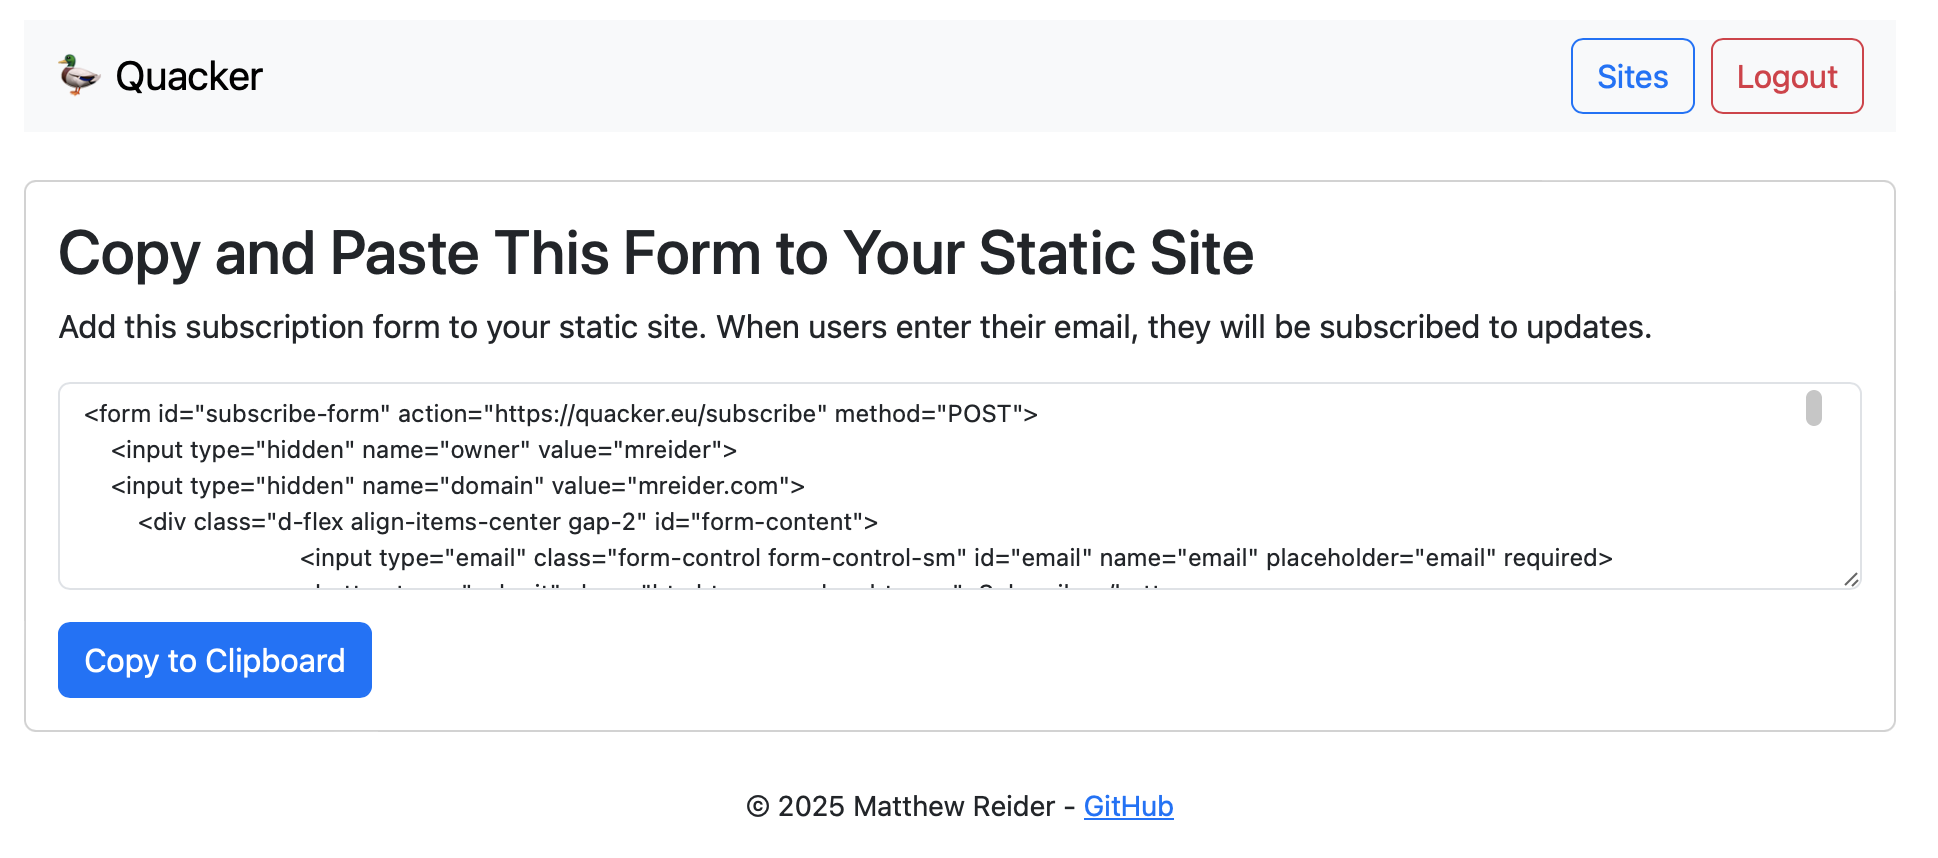 Quacker
Sites
Logout
Copy and Paste This Form to Your Static Site
Add this subscription form to your static site. When users enter their email, they will be subscribed to updates.
<form id="subscribe-form" action="https://quacker.eu/subscribe" method="POST">
<input type="hidden" name="owner" value="mreider">
<input type="hidden" name="domain" value="mreider.com">
<div class="d-flex align-items-center gap-2" id="form-content">
<input type="email" class="form-control form-control-sm" id="email" name="email" placeholder="email" required>
Copy to Clipboard
© 2025 Matthew Reider - GitHub